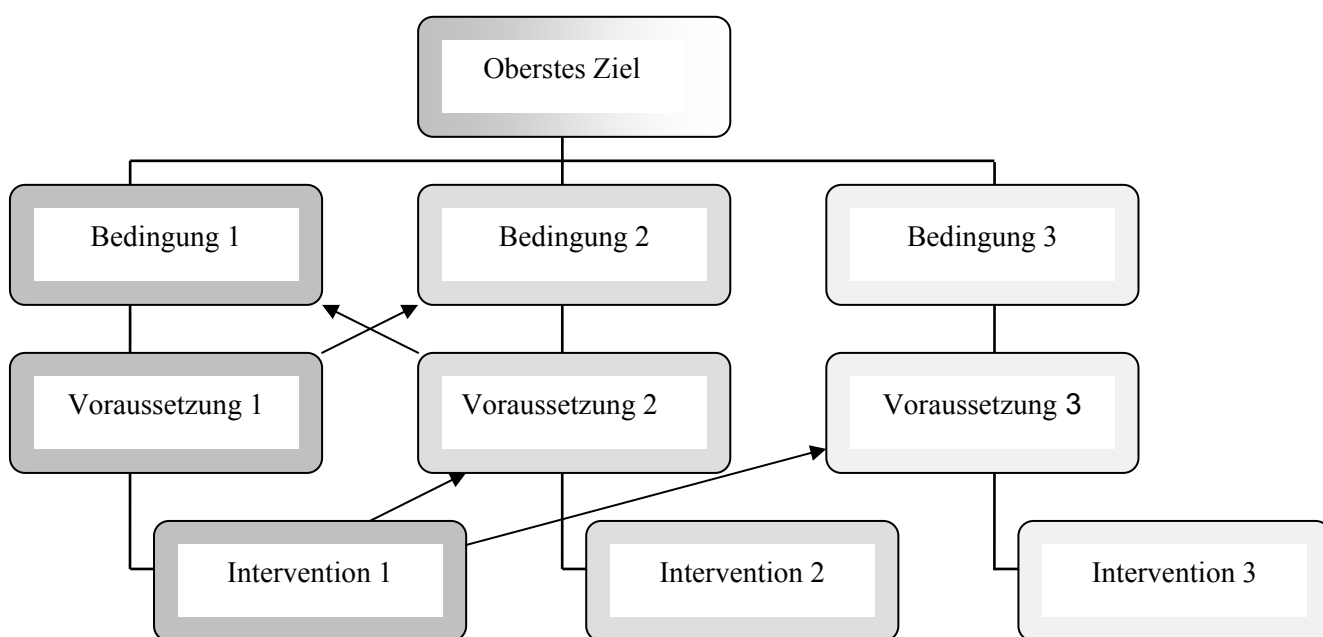 Oberstes Ziel
Bedingung 1
Bedingung 2
Bedingung 3
Voraussetzung 1
Voraussetzung 2
Voraussetzung 3
Intervention 1
Intervention 2
Intervention 3